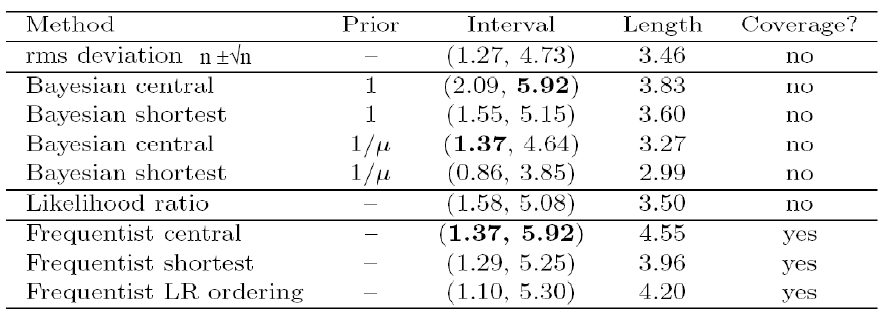 Method Prior Interval Length Coverage?
rms deviation n ±√n – (1.27, 4.73) 3.46 no
Bayesian central 1 (2.09, 5.92) 3.83 no
Bayesian shortest 1 (1.55, 5.15) 3.60 no
Bayesian central 1/μ (1.37, 4.64) 3.27 no
Bayesian shortest 1/μ (0.86, 3.85) 2.99 no
Likelihood ratio – (1.58, 5.08) 3.50 no
Frequentist central – (1.37, 5.92) 4.55 yes
Frequentist shortest – (1.29, 5.25) 3.96 yes
Frequentist LR ordering – (1.10, 5.30) 4.20 yes